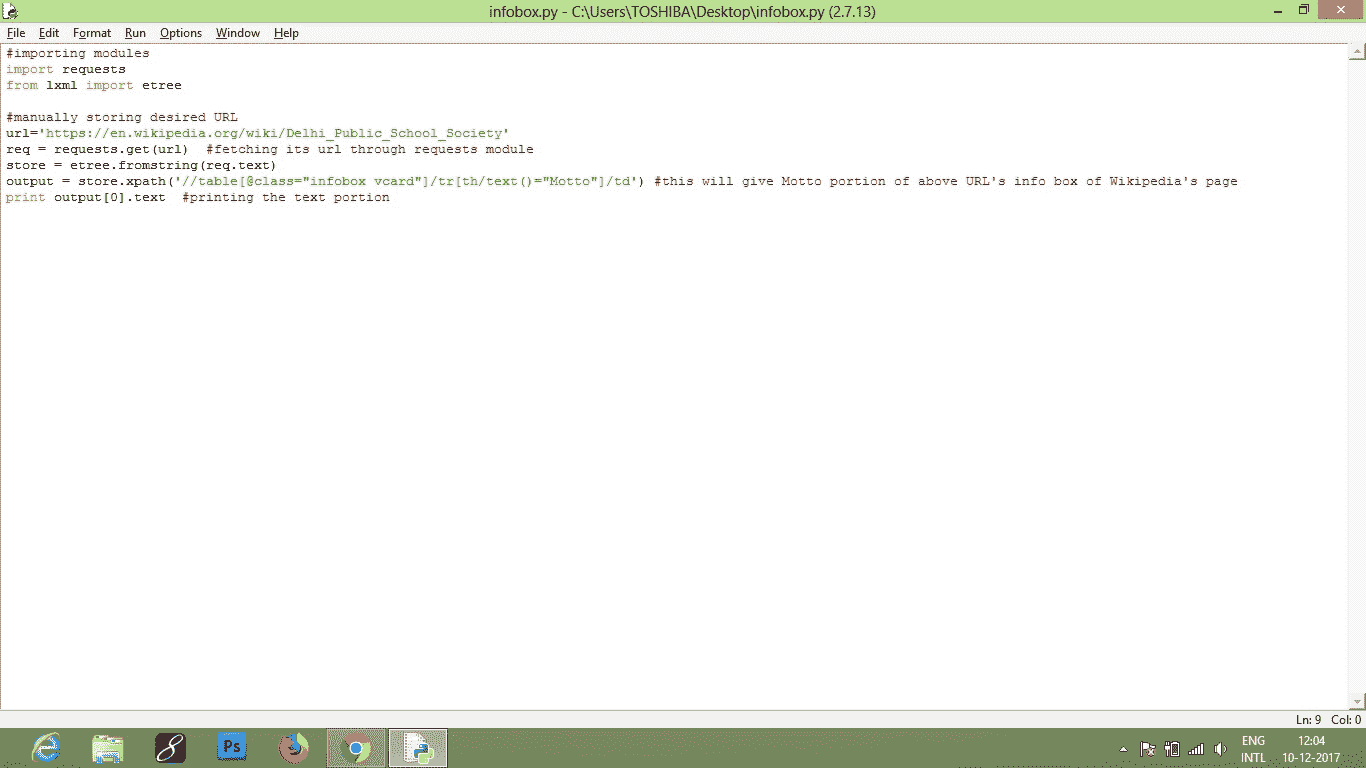 infobox.py - C:\Users\TOSHIBA\Desktop\infobox.py (2.7.13)
File Edit Format Run Options Window Help
#importing modules
import requests
from lxml import etree
#manually storing desired URL
url='https://en.wikipedia.org/wiki/Delhi_Public_School_Society'
req = requests.get(url)  #fetching its url through requests module
store = etree.fromstring(req.text)
output = store.xpath('//table[@class="infobox vcard"]/tr[th/text()="Motto"]/td') #this will give Motto portion of above URL's info box of Wikipedia's page
print output[0].text  #printing the text portion
Ln: 9 Col: 0
Ps
ENG 12:04
INTL 10-12-2017